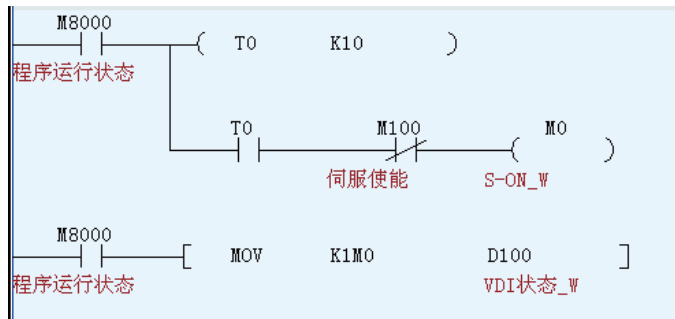 M8000
( T0 K10 )
程序运行状态
T0 M100 M0
( )
伺服使能 S-ON_W
M8000
[ MOV K1M0 D100 ]
程序运行状态 VDI状态_W